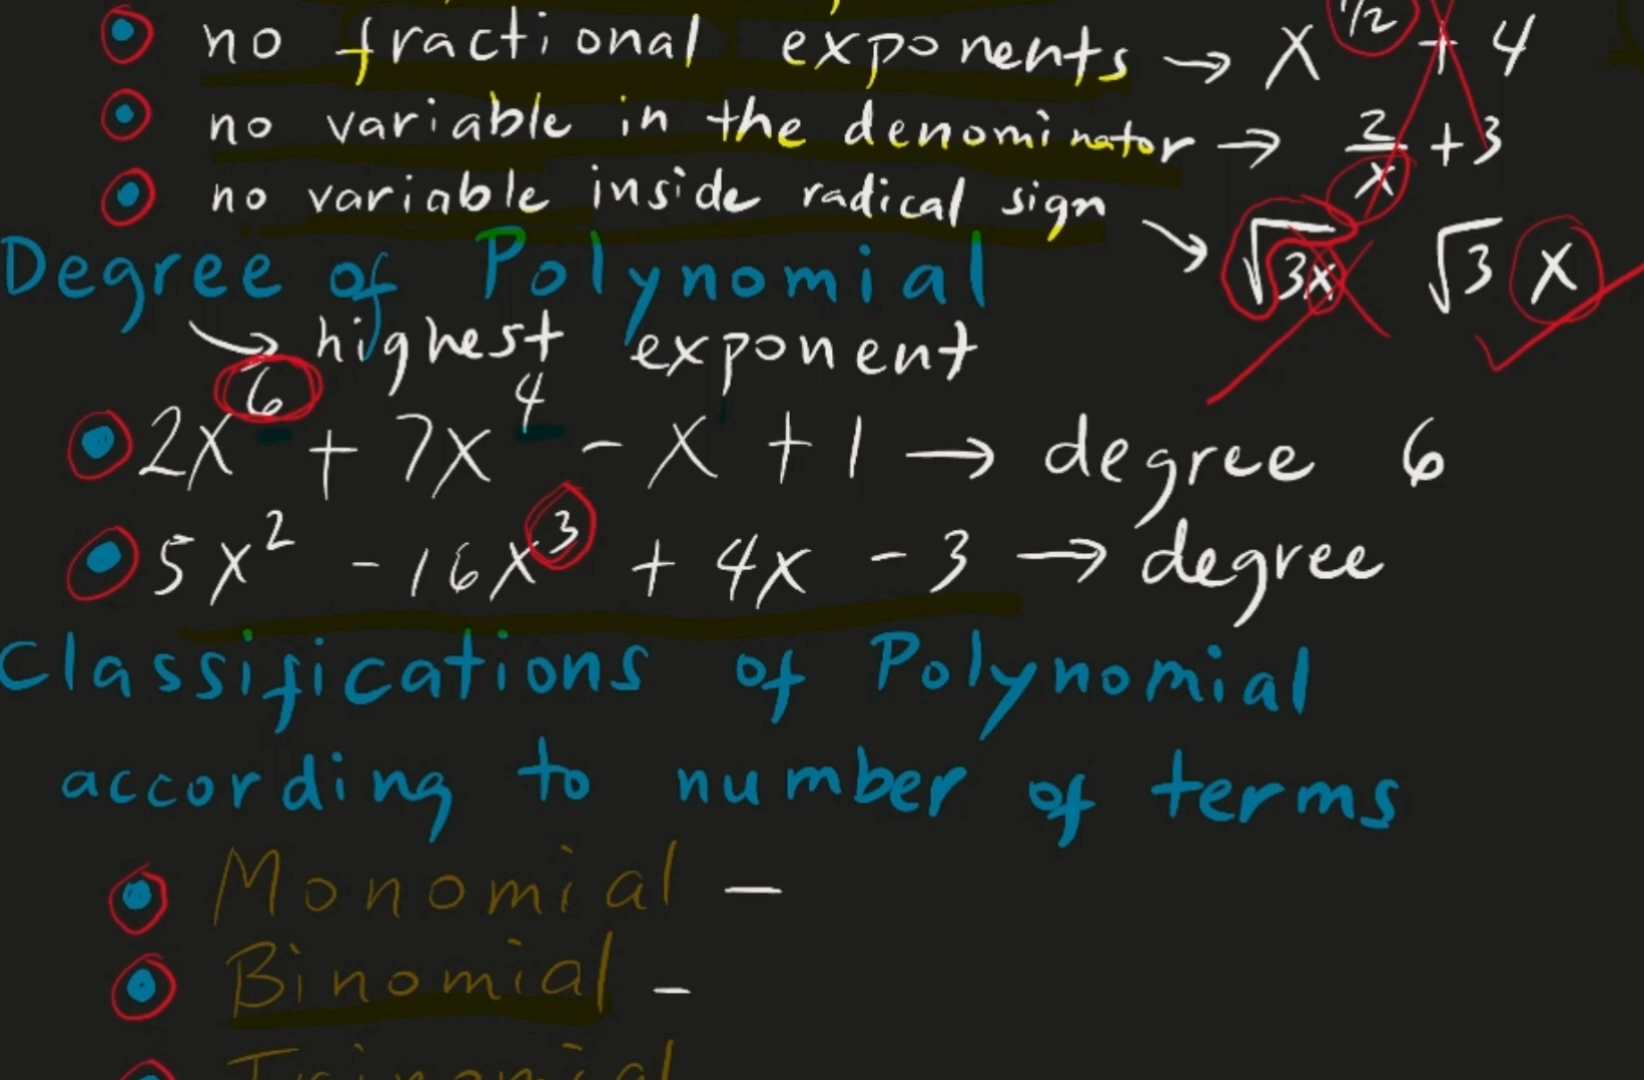 no fractional exponents → x^1/2 + 4
no variable in the denominator → 2/x + 3
no variable inside radical sign → √3x √3 x
Degree of Polynomial
→ highest exponent
2x^6 + 7x^4 - x + 1 → degree 6
5x^2 - 16x^3 + 4x - 3 → degree
Classifications of Polynomial
according to number of terms
Monomial -
Binomial -
Trinomial